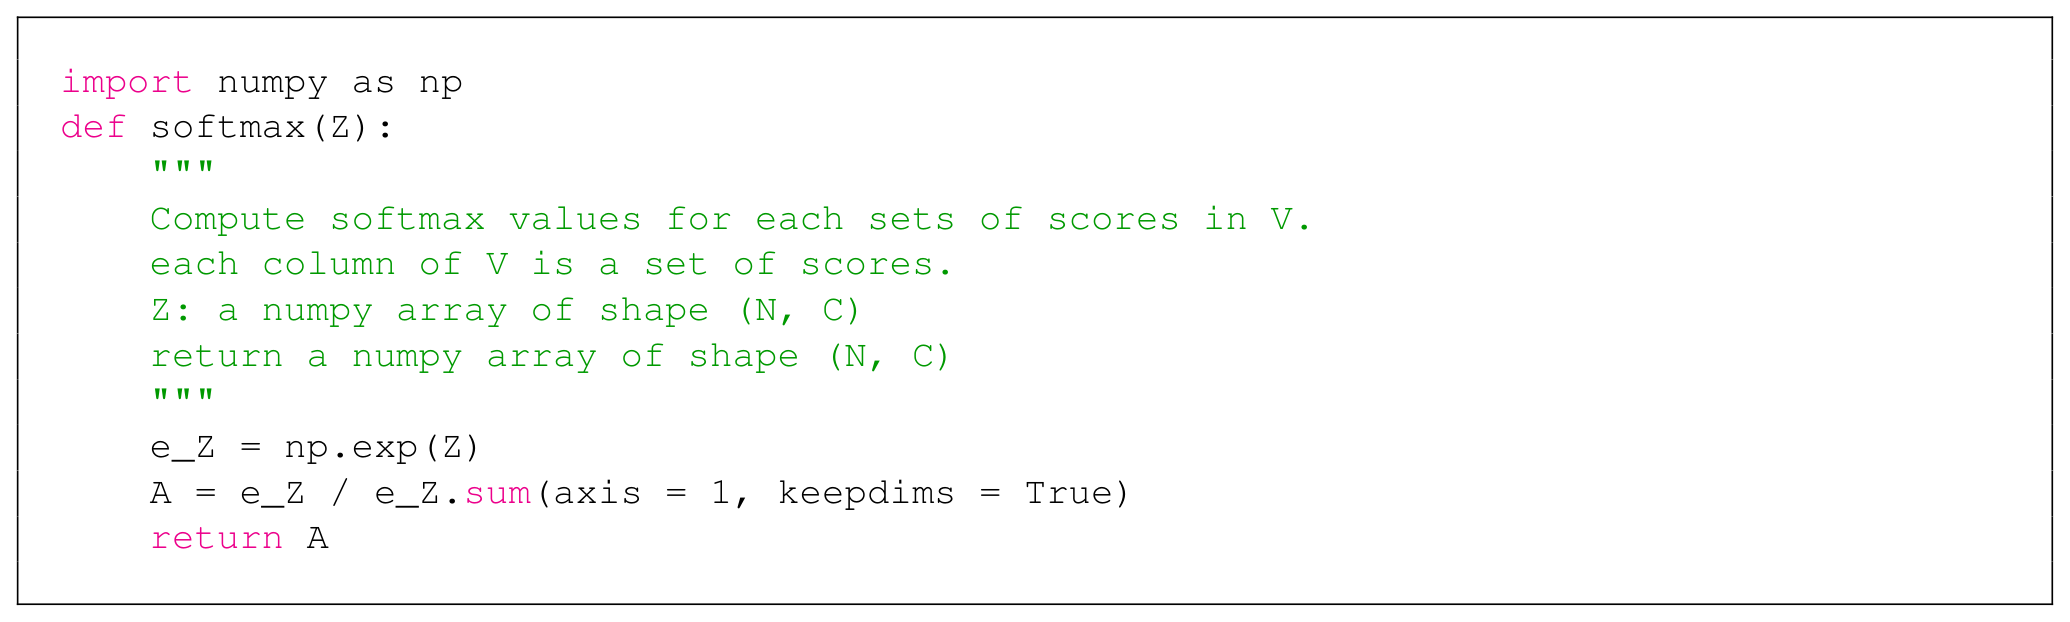 import numpy as np
def softmax(Z):
    """
    Compute softmax values for each sets of scores in V.
    each column of V is a set of scores.
    Z: a numpy array of shape (N, C)
    return a numpy array of shape (N, C)
    """
    e_Z = np.exp(Z)
    A = e_Z / e_Z.sum(axis = 1, keepdims = True)
    return A